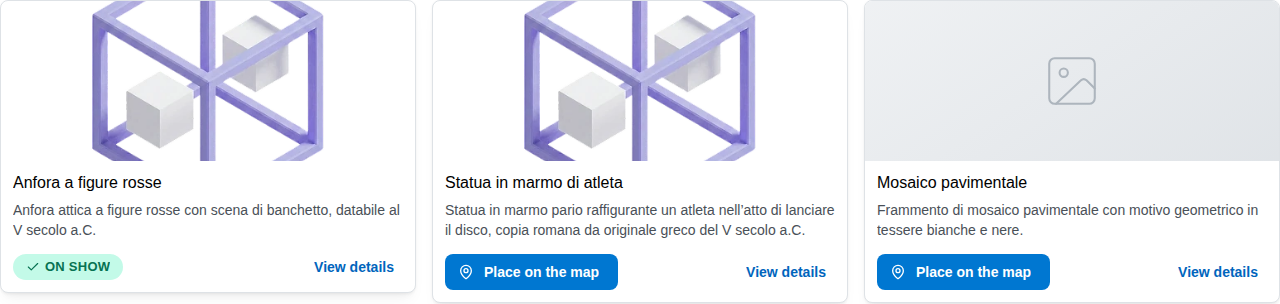 Anfora a figure rosse
Anfora attica a figure rosse con scena di banchetto, databile al
V secolo a.C.
ON SHOW
View details
Statua in marmo di atleta
Statua in marmo pario raffigurante un atleta nell’atto di lanciare
il disco, copia romana da originale greco del V secolo a.C.
Place on the map
View details
Mosaico pavimentale
Frammento di mosaico pavimentale con motivo geometrico in
tessere bianche e nere.
Place on the map
View details